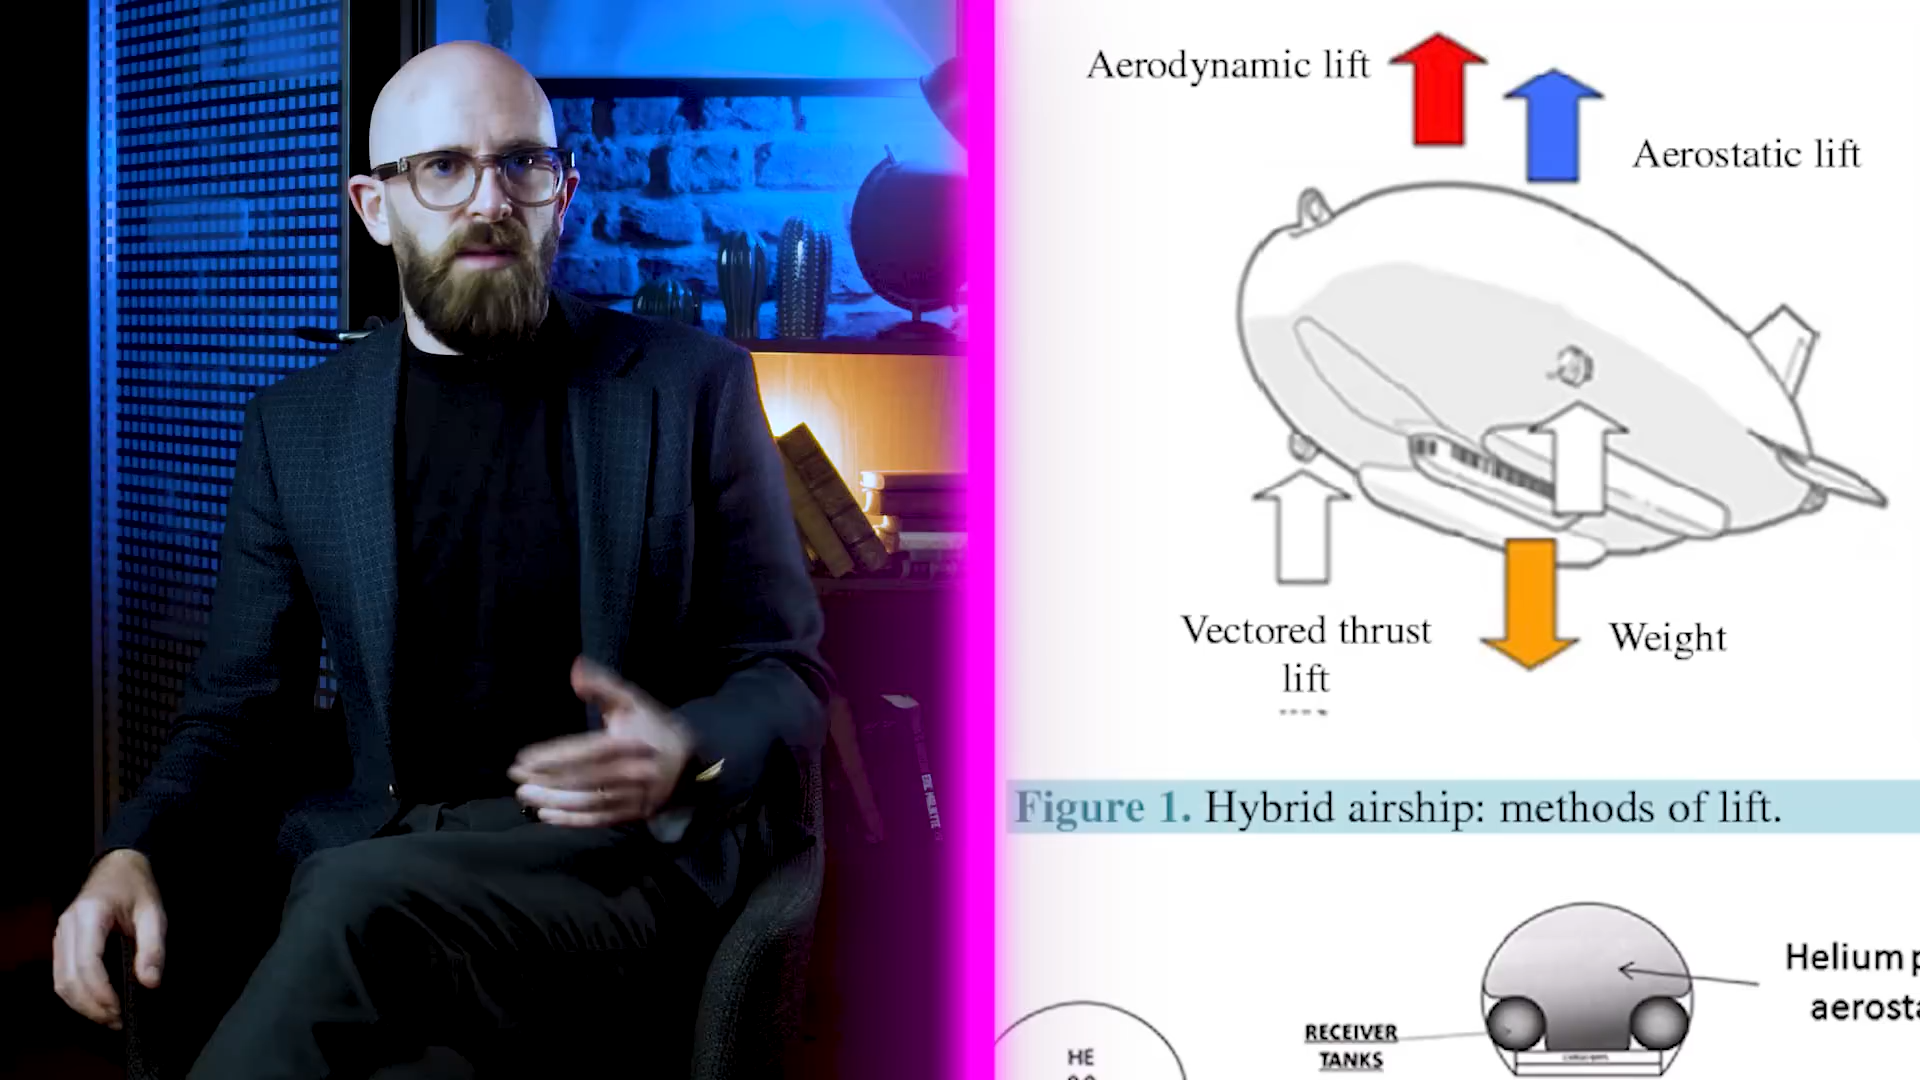 Aerodynamic lift
Aerostatic lift
Vectored thrust
lift
Weight
Figure 1. Hybrid airship: methods of lift.
Helium p
aerosta
RECEIVER
TANKS
HE